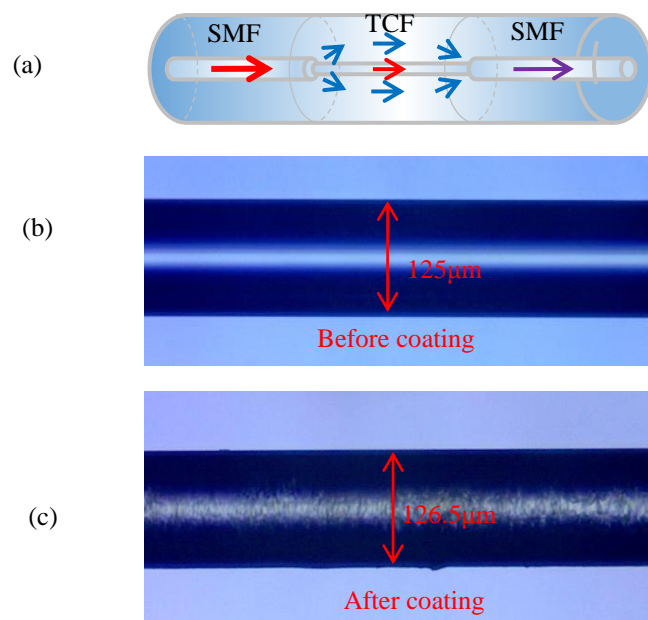 (a)
SMF
TCF
SMF
(b)
125μm
Before coating
(c)
126.5μm
After coating